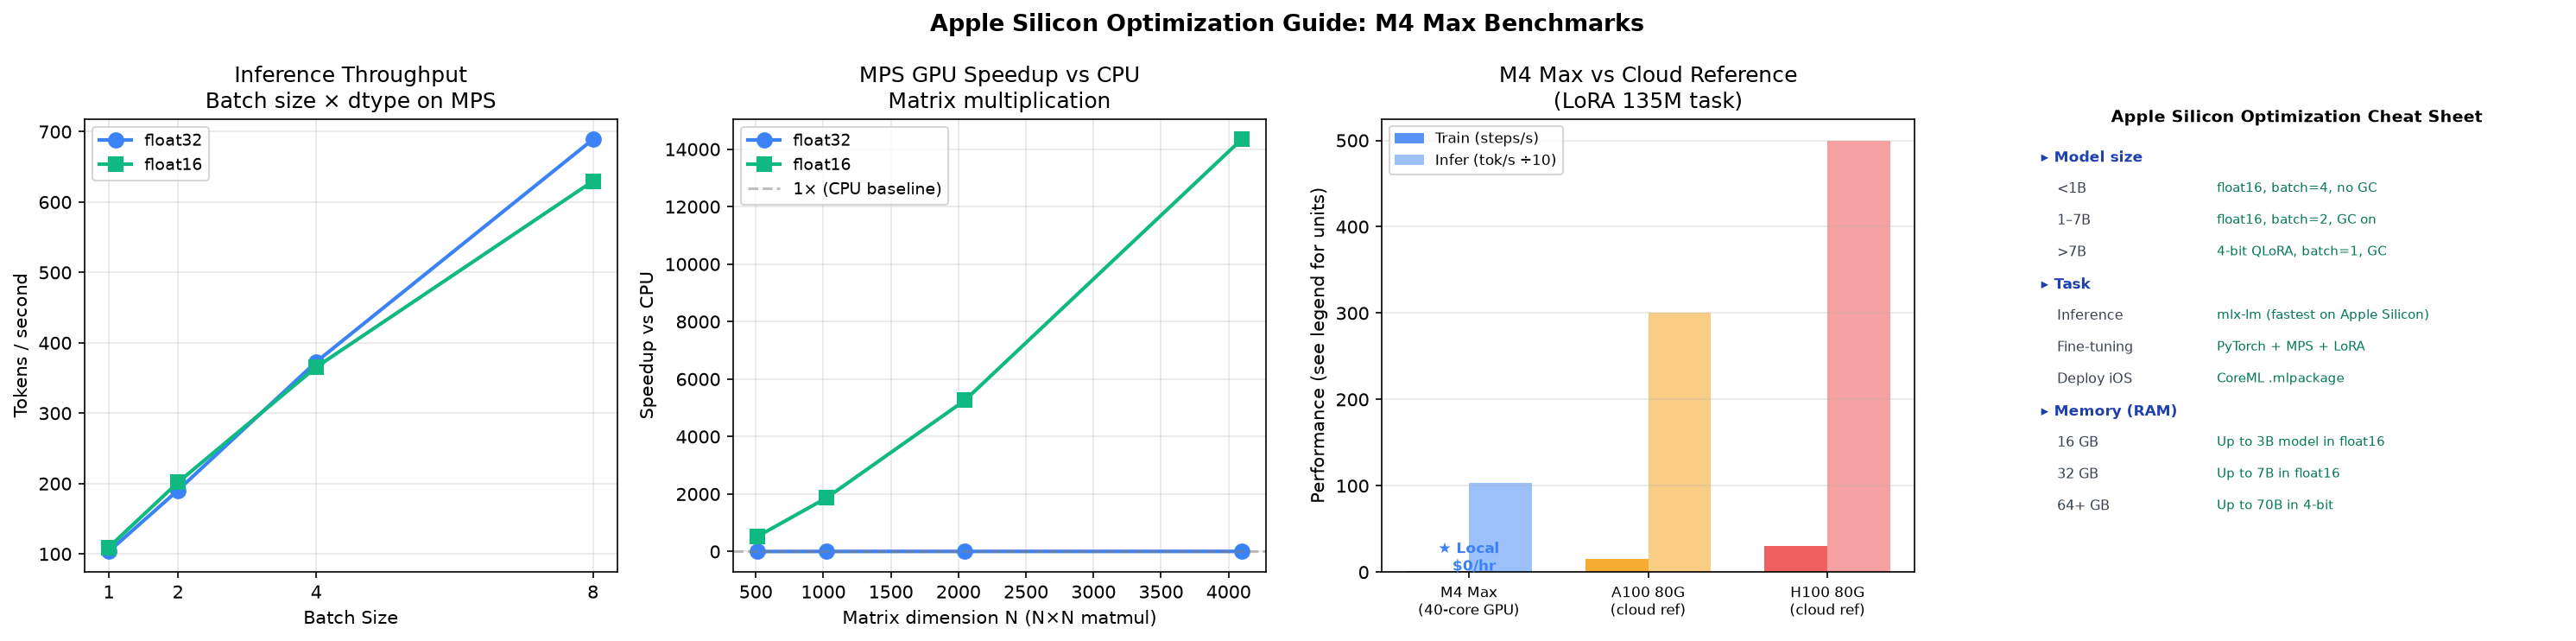 Apple Silicon Optimization Guide: M4 Max Benchmarks
Inference Throughput
Batch size × dtype on MPS
float32
float16
Tokens / second
700
600
500
400
300
200
100
1 2 4 8
Batch Size
MPS GPU Speedup vs CPU
Matrix multiplication
float32
float16
1× (CPU baseline)
Speedup vs CPU
14000
12000
10000
8000
6000
4000
2000
0
500 1000 1500 2000 2500 3000 3500 4000
Matrix dimension N (N×N matmul)
M4 Max vs Cloud Reference
(LoRA 135M task)
Train (steps/s)
Infer (tok/s ÷10)
Performance (see legend for units)
500
400
300
200
100
0
★ Local
$0/hr
M4 Max
(40-core GPU)
A100 80G
(cloud ref)
H100 80G
(cloud ref)
Apple Silicon Optimization Cheat Sheet
▸ Model size
<1B float16, batch=4, no GC
1–7B float16, batch=2, GC on
>7B 4-bit QLoRA, batch=1, GC
▸ Task
Inference mlx-lm (fastest on Apple Silicon)
Fine-tuning PyTorch + MPS + LoRA
Deploy iOS CoreML .mlpackage
▸ Memory (RAM)
16 GB Up to 3B model in float16
32 GB Up to 7B in float16
64+ GB Up to 70B in 4-bit